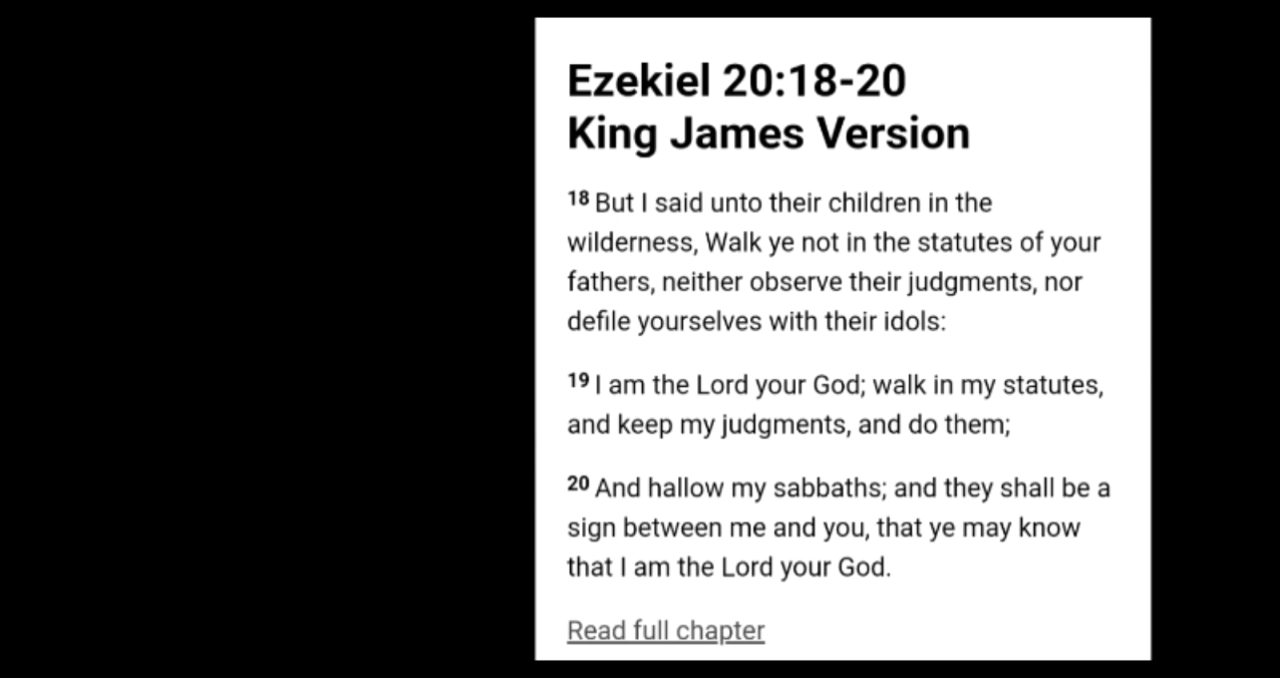 Ezekiel 20:18-20
King James Version
18 But I said unto their children in the
wilderness, Walk ye not in the statutes of your
fathers, neither observe their judgments, nor
defile yourselves with their idols:
19 I am the Lord your God; walk in my statutes,
and keep my judgments, and do them;
20 And hallow my sabbaths; and they shall be a
sign between me and you, that ye may know
that I am the Lord your God.
Read full chapter